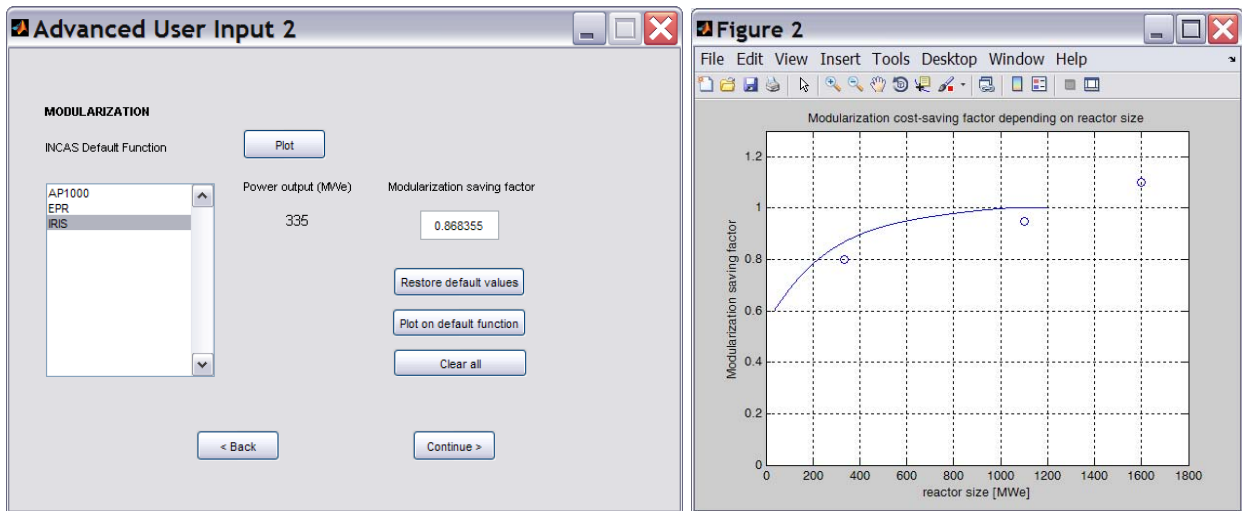 Advanced User Input 2
MODULARIZATION
INCAS Default Function
Plot
AP1000
EPR
IRIS
Power output (MWe)
335
Modularization saving factor
0.868355
Restore default values
Plot on default function
Clear all
< Back
Continue >
Figure 2
File Edit View Insert Tools Desktop Window Help
Modularization cost-saving factor depending on reactor size
Modularization saving factor
1.2
1
0.8
0.6
0.4
0.2
0
0 200 400 600 800 1000 1200 1400 1600 1800
reactor size [MWe]